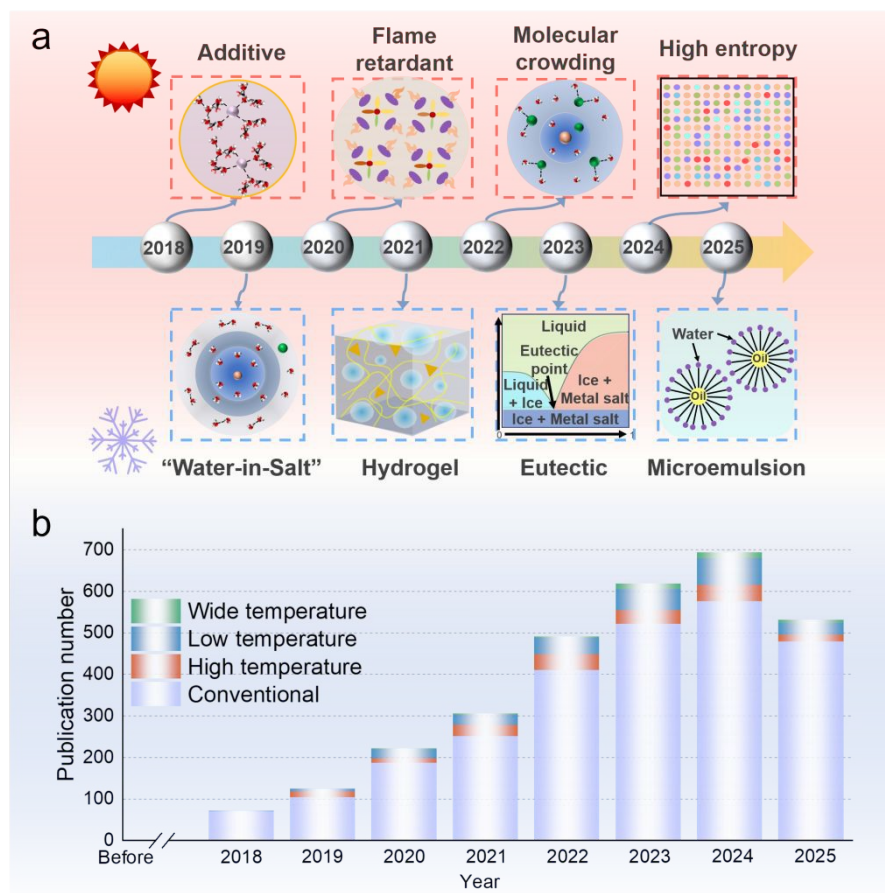 a
Additive
Flame
retardant
Molecular
crowding
High entropy
2018
2019
2020
2021
2022
2023
2024
2025
Liquid
Eutectic
point
Liquid
+ Ice
Ice +
Metal salt
Ice + Metal salt
0
1
Water
Oil
Oil
“Water-in-Salt”
Hydrogel
Eutectic
Microemulsion
b
Publication number
700
600
500
400
300
200
100
0
Wide temperature
Low temperature
High temperature
Conventional
Before
2018
2019
2020
2021
2022
2023
2024
2025
Year